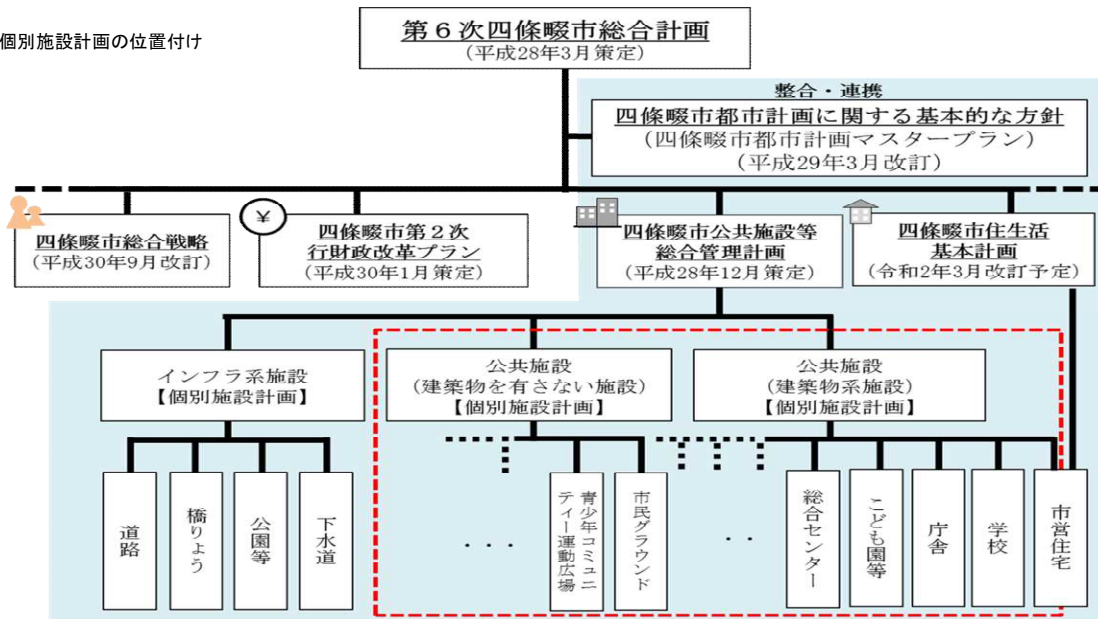 個別施設計画の位置付け
第６次四條畷市総合計画
(平成28年3月策定)
整合・連携
四條畷市都市計画に関する基本的な方針
(四條畷市都市計画マスタープラン)
(平成29年3月改訂)
四條畷市総合戦略
(平成30年9月改訂)
¥
四條畷市第２次
行財政改革プラン
(平成30年1月策定)
四條畷市公共施設等
総合管理計画
(平成28年12月策定)
四條畷市住生活
基本計画
(令和2年3月改訂予定)
インフラ系施設
【個別施設計画】
公共施設
(建築物を有さない施設)
【個別施設計画】
公共施設
(建築物系施設)
【個別施設計画】
道路
橋りょう
公園等
下水道
・・・
青少年コミュニ
ティー運動広場
市民グラウンド
・・
総合センター
こども園等
庁舎
学校
市営住宅